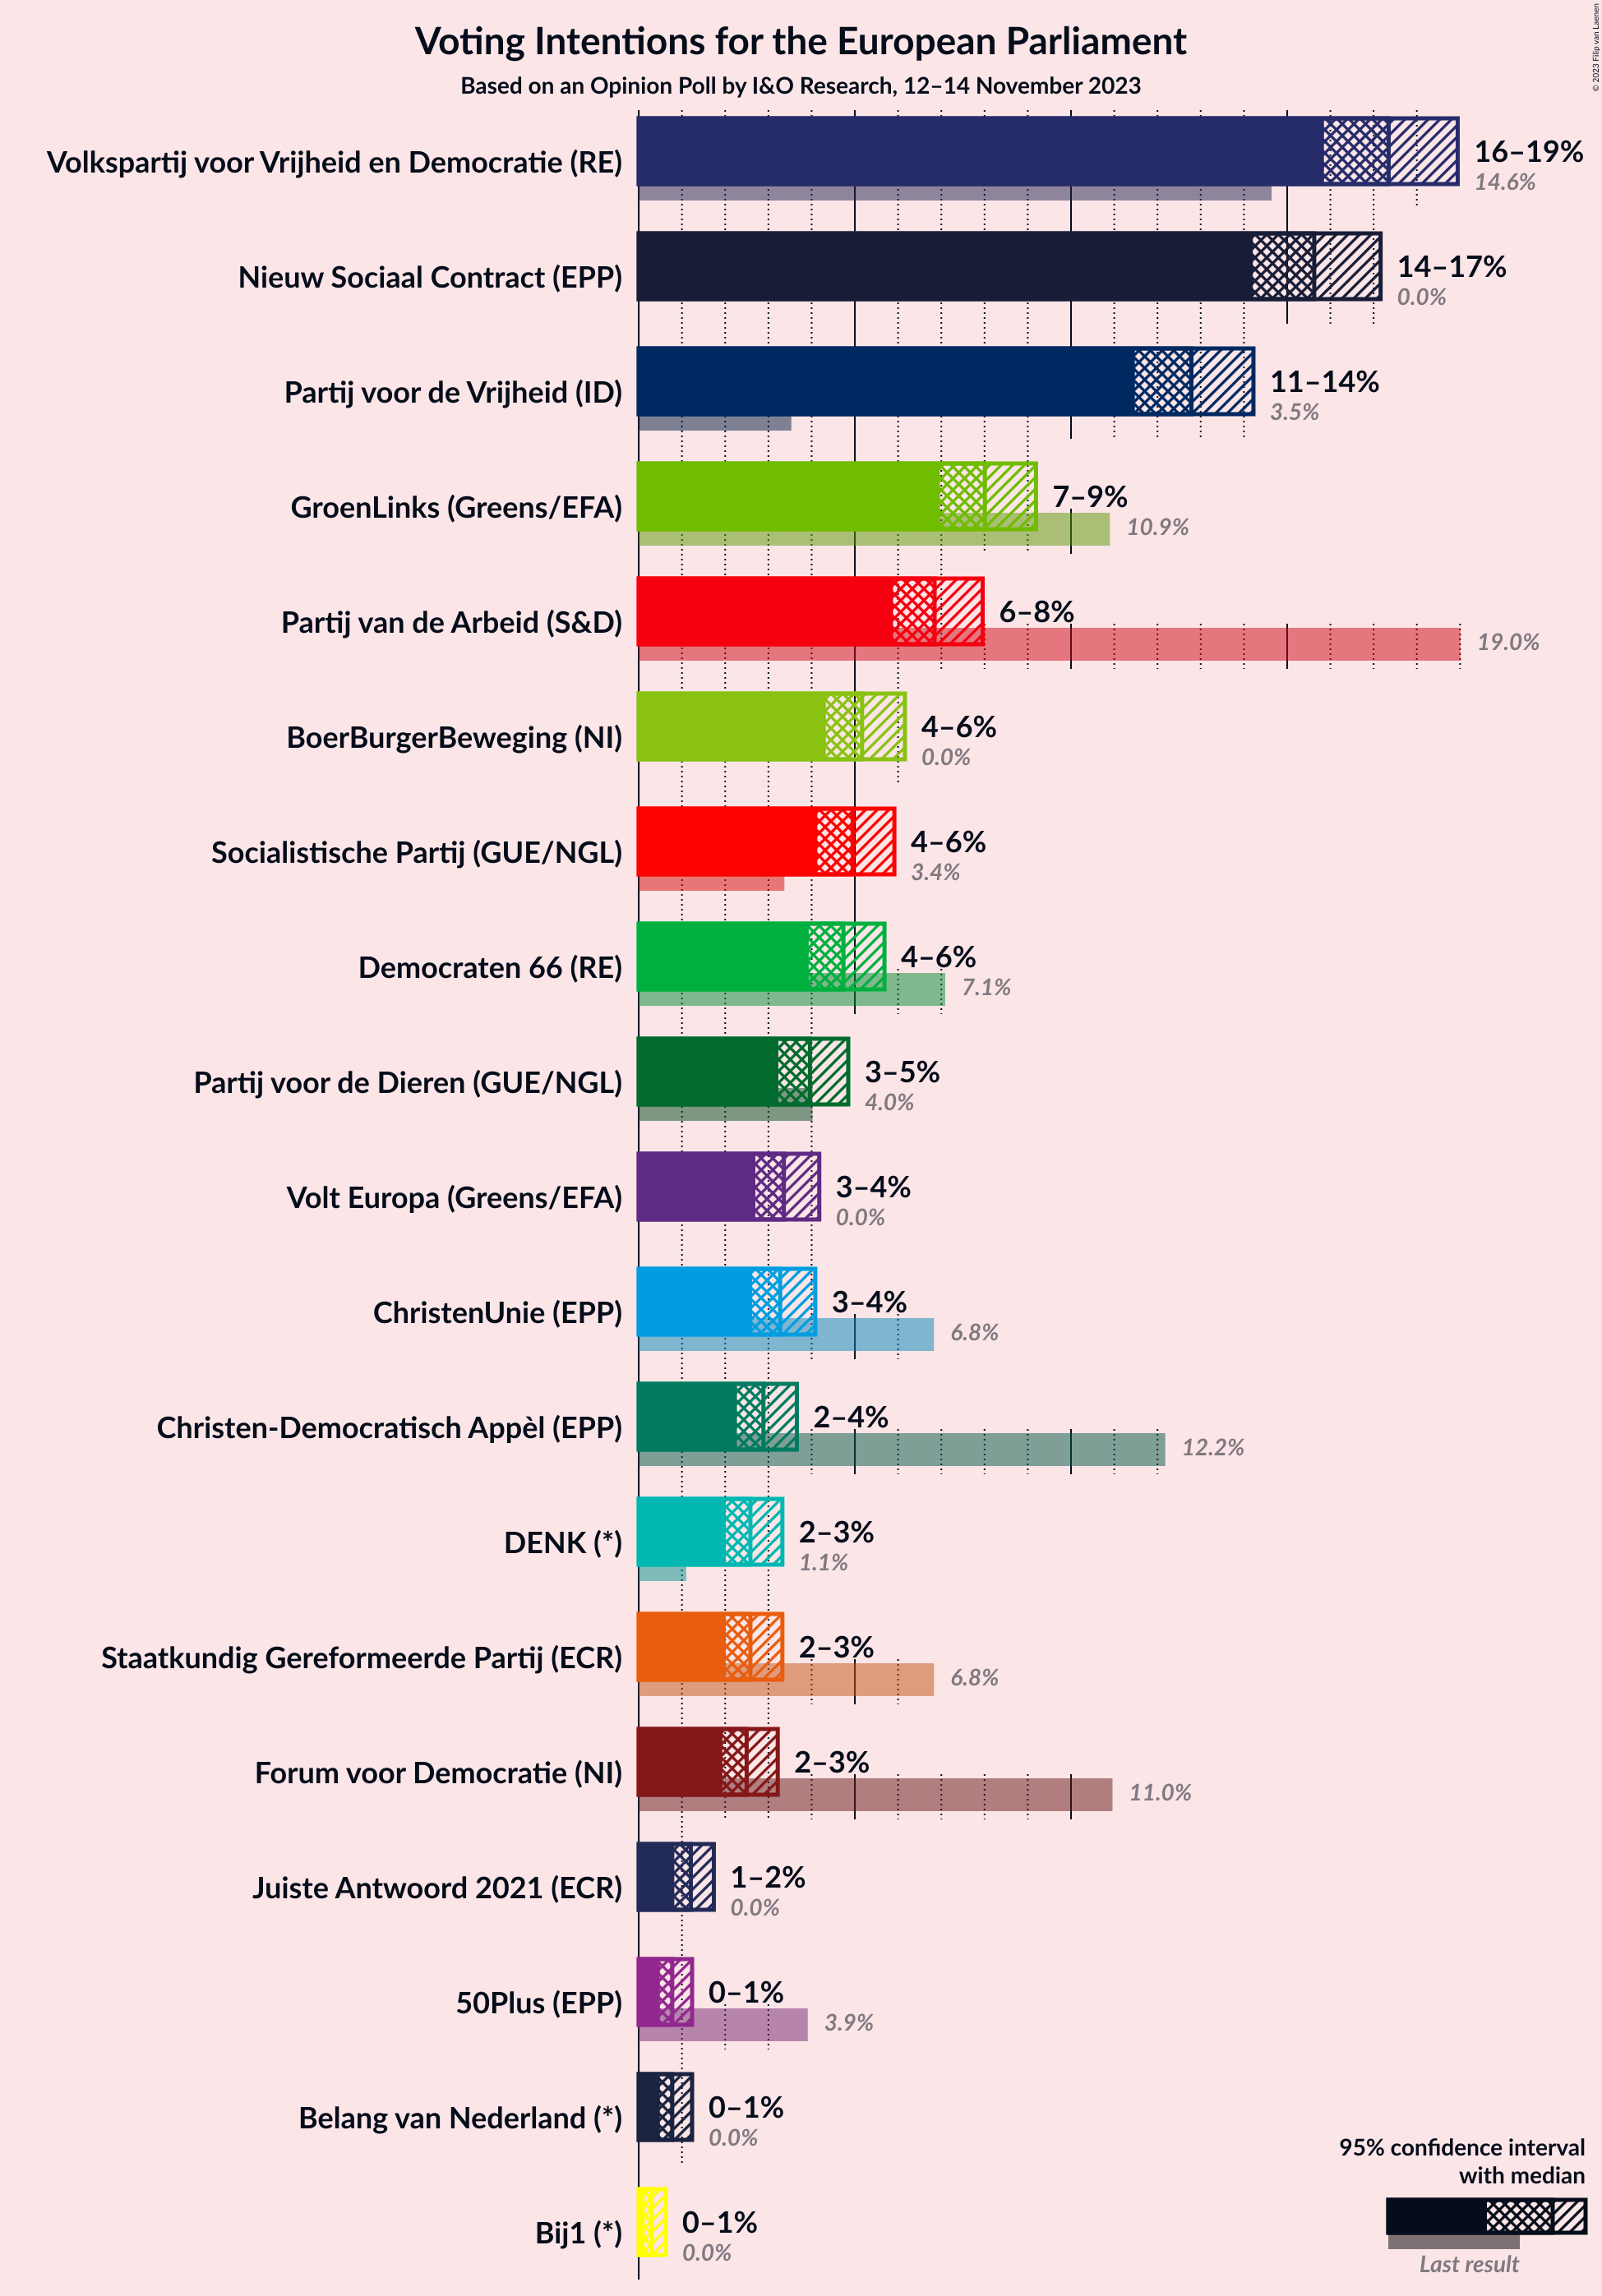 Voting Intentions for the European Parliament
Based on an Opinion Poll by I&O Research, 12–14 November 2023
© 2023 Filip van Laenen
Volkspartij voor Vrijheid en Democratie (RE)
16–19%
14.6%
Nieuw Sociaal Contract (EPP)
14–17%
0.0%
Partij voor de Vrijheid (ID)
11–14%
3.5%
GroenLinks (Greens/EFA)
7–9%
10.9%
Partij van de Arbeid (S&D)
6–8%
19.0%
BoerBurgerBeweging (NI)
4–6%
0.0%
Socialistische Partij (GUE/NGL)
4–6%
3.4%
Democraten 66 (RE)
4–6%
7.1%
Partij voor de Dieren (GUE/NGL)
3–5%
4.0%
Volt Europa (Greens/EFA)
3–4%
0.0%
ChristenUnie (EPP)
3–4%
6.8%
Christen-Democratisch Appèl (EPP)
2–4%
12.2%
DENK (*)
2–3%
1.1%
Staatkundig Gereformeerde Partij (ECR)
2–3%
6.8%
Forum voor Democratie (NI)
2–3%
11.0%
Juiste Antwoord 2021 (ECR)
1–2%
0.0%
50Plus (EPP)
0–1%
3.9%
Belang van Nederland (*)
0–1%
0.0%
Bij1 (*)
0–1%
0.0%
95% confidence interval
with median
Last result